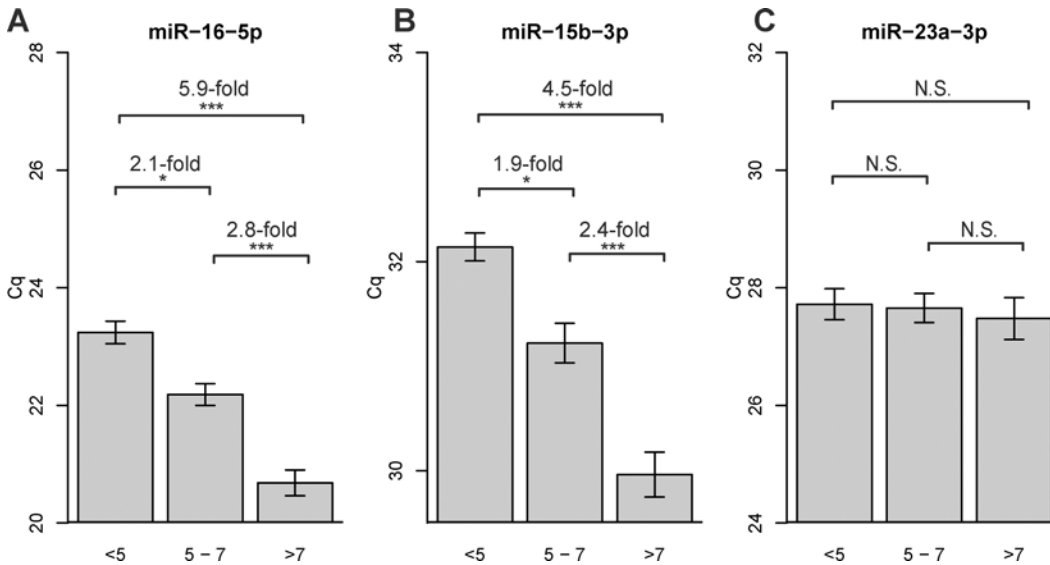 A
miR−16−5p
28
26
24
22
20
Cq
5.9-fold
***
2.1-fold
*
2.8-fold
***
<5
5 − 7
>7
B
miR−15b−3p
34
33
32
30
Cq
4.5-fold
***
1.9-fold
*
2.4-fold
***
<5
5 − 7
>7
C
miR−23a−3p
32
30
28
26
24
Cq
N.S.
N.S.
N.S.
<5
5 − 7
>7